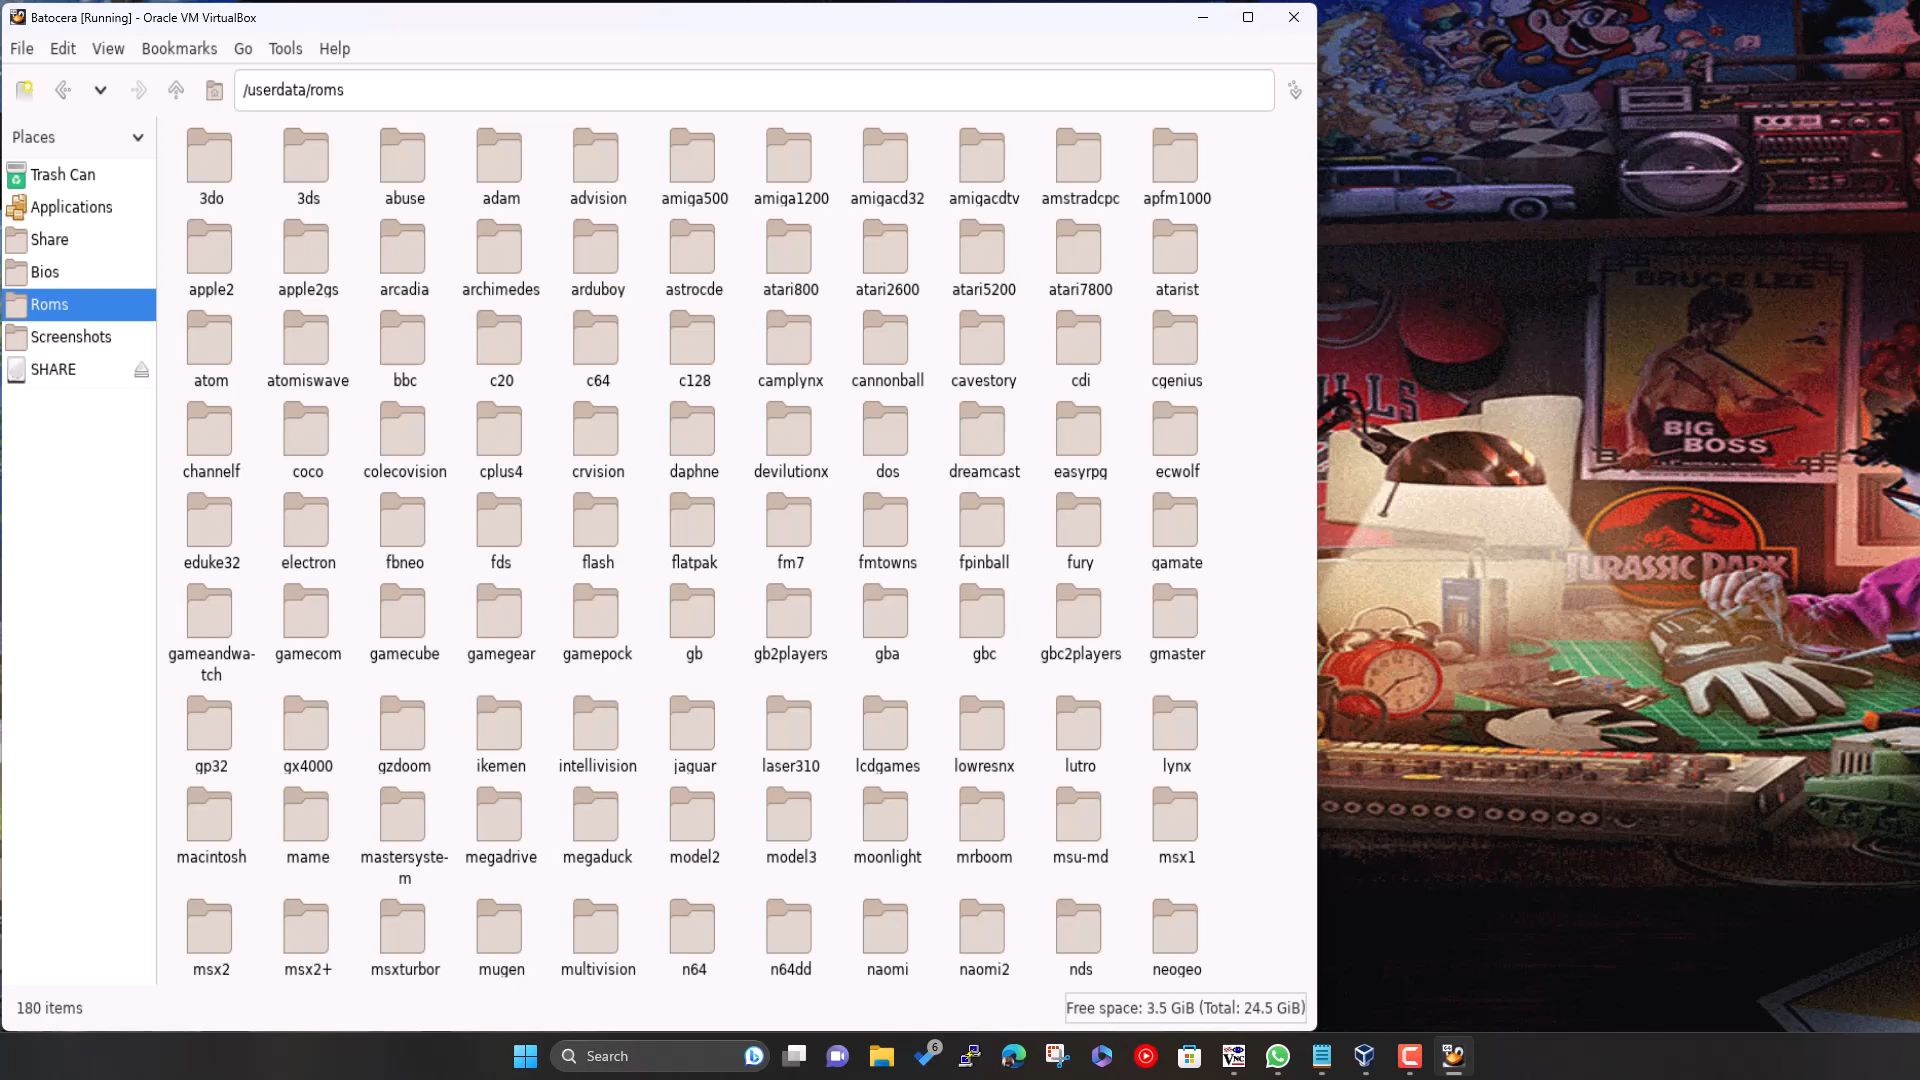 Batocera [Running] - Oracle VM VirtualBox
File Edit View Bookmarks Go Tools Help
/userdata/roms
Places
Trash Can
Applications
Share
Bios
Roms
Screenshots
SHARE
3do 3ds abuse adam advision amiga500 amiga1200 amigacd32 amigacdtv amstradcpc apfm1000
apple2 apple2gs arcadia archimedes arduboy astrocde atari800 atari2600 atari5200 atari7800 atarist
atom atomiswave bbc c20 c64 c128 camplynx cannonball cavestory cdi cgenius
channelf coco colecovision cplus4 crvision daphne devilutionx dos dreamcast easyrpg ecwolf
eduke32 electron fbneo fds flash flatpak fm7 fmtowns fpinball fury gamate
gameandwa-
tch
gamecom gamecube gamegear gamepock gb gb2players gba gbc gbc2players gmaster
gp32 gx4000 gzdoom ikemen intellivision jaguar laser310 lcdgames lowresnx lutro lynx
macintosh mame
mastersyste-
m
megadrive megaduck model2 model3 moonlight mrboom msu-md msx1
msx2 msx2+ msxturbor mugen multivision n64 n64dd naomi naomi2 nds neogeo
180 items
Free space: 3.5 GiB (Total: 24.5 GiB)
BRUCE LEE
BIG
BOSS
JURASSIC PARK
Search
6
VNC